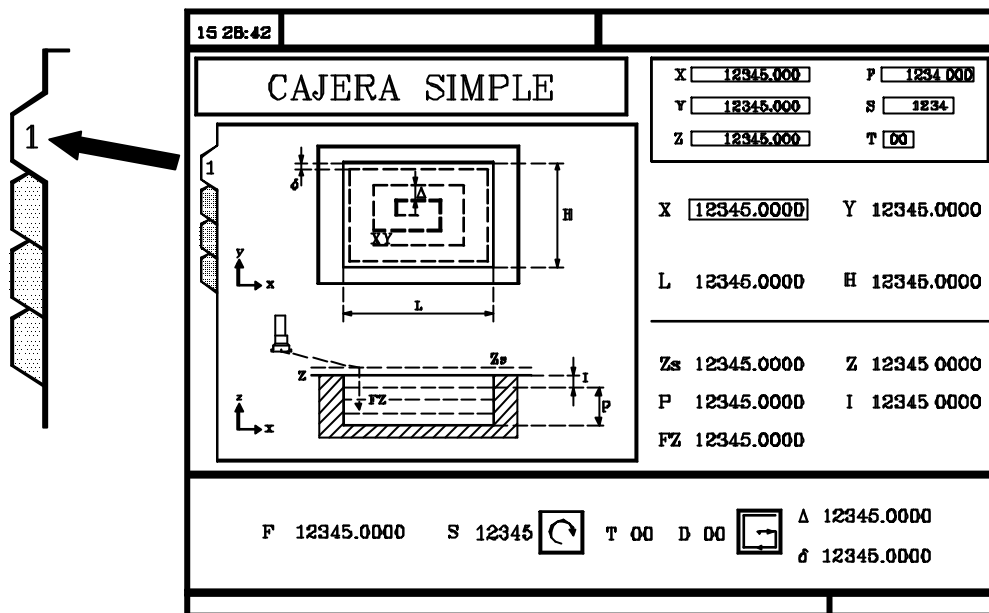 15 28:42
CAJERA SIMPLE
X 12345.000 F 1234 000
Y 12345.000 S 1234
Z 12345.000 T 00
1
1
δ
Δ
H
XY
y
x
L
X 12345.0000 Y 12345.0000
L 12345.0000 H 12345.0000
Zs
Z
I
FZ
P
z
x
Zs 12345.0000 Z 12345 0000
P 12345.0000 I 12345 0000
FZ 12345.0000
F 12345.0000 S 12345 T 00 D 00 Δ 12345.0000
δ 12345.0000